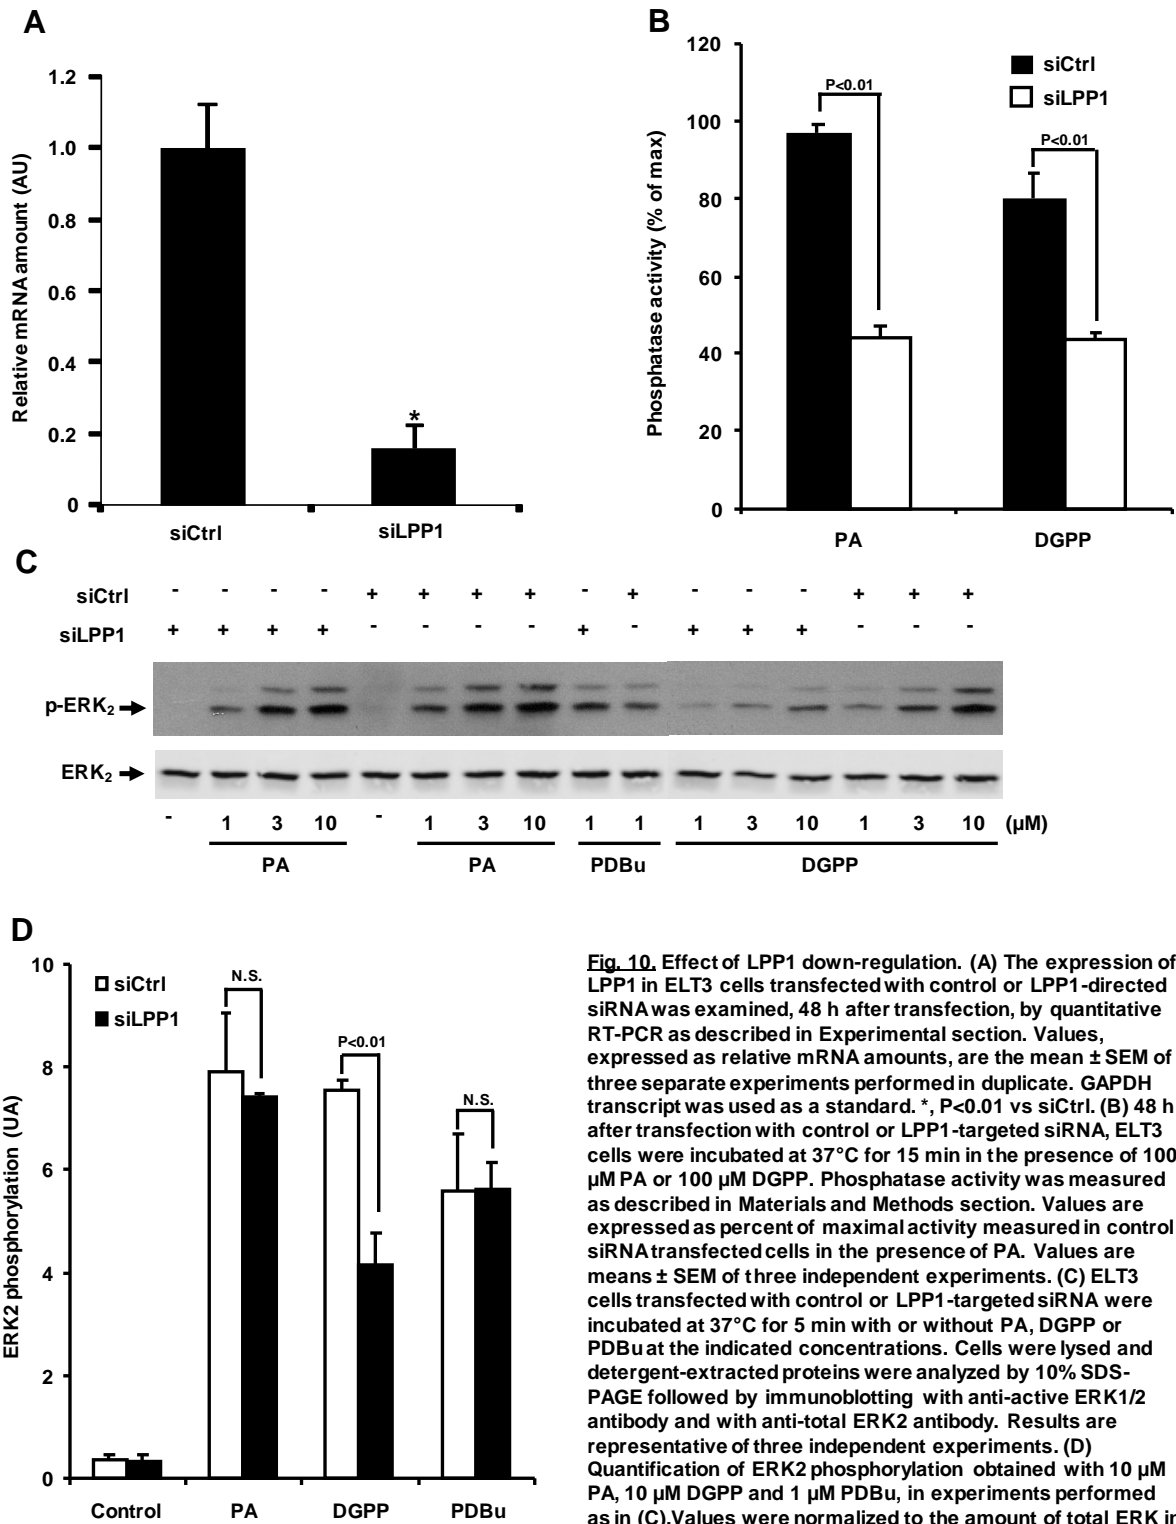 A
Relative mRNA amount (AU)
1.2
1.0
0.8
0.6
0.4
0.2
0
*
siCtrl
siLPP1
B
Phosphatase activity (% of max)
120
100
80
60
40
20
0
siCtrl
siLPP1
P<0.01
P<0.01
PA
DGPP
C
siCtrl - - - - + + + + - + - - - + + +
siLPP1 + + + + - - - - + - + + + - - -
p-ERK₂
ERK₂
- 1 3 10 - 1 3 10 1 1 1 3 10 1 3 10 (µM)
PA PA PDBu DGPP
D
ERK2 phosphorylation (UA)
10
8
6
4
2
0
siCtrl
siLPP1
N.S.
P<0.01
N.S.
Control PA DGPP PDBu
Fig. 10. Effect of LPP1 down-regulation. (A) The expression of
LPP1 in ELT3 cells transfected with control or LPP1-directed
siRNA was examined, 48 h after transfection, by quantitative
RT-PCR as described in Experimental section. Values,
expressed as relative mRNA amounts, are the mean ± SEM of
three separate experiments performed in duplicate. GAPDH
transcript was used as a standard. *, P<0.01 vs siCtrl. (B) 48 h
after transfection with control or LPP1-targeted siRNA, ELT3
cells were incubated at 37°C for 15 min in the presence of 100
µM PA or 100 µM DGPP. Phosphatase activity was measured
as described in Materials and Methods section. Values are
expressed as percent of maximal activity measured in control
siRNA transfected cells in the presence of PA. Values are
means ± SEM of three independent experiments. (C) ELT3
cells transfected with control or LPP1-targeted siRNA were
incubated at 37°C for 5 min with or without PA, DGPP or
PDBu at the indicated concentrations. Cells were lysed and
detergent-extracted proteins were analyzed by 10% SDS-
PAGE followed by immunoblotting with anti-active ERK1/2
antibody and with anti-total ERK2 antibody. Results are
representative of three independent experiments. (D)
Quantification of ERK2 phosphorylation obtained with 10 µM
PA, 10 µM DGPP and 1 µM PDBu, in experiments performed
as in (C).Values were normalized to the amount of total ERK in